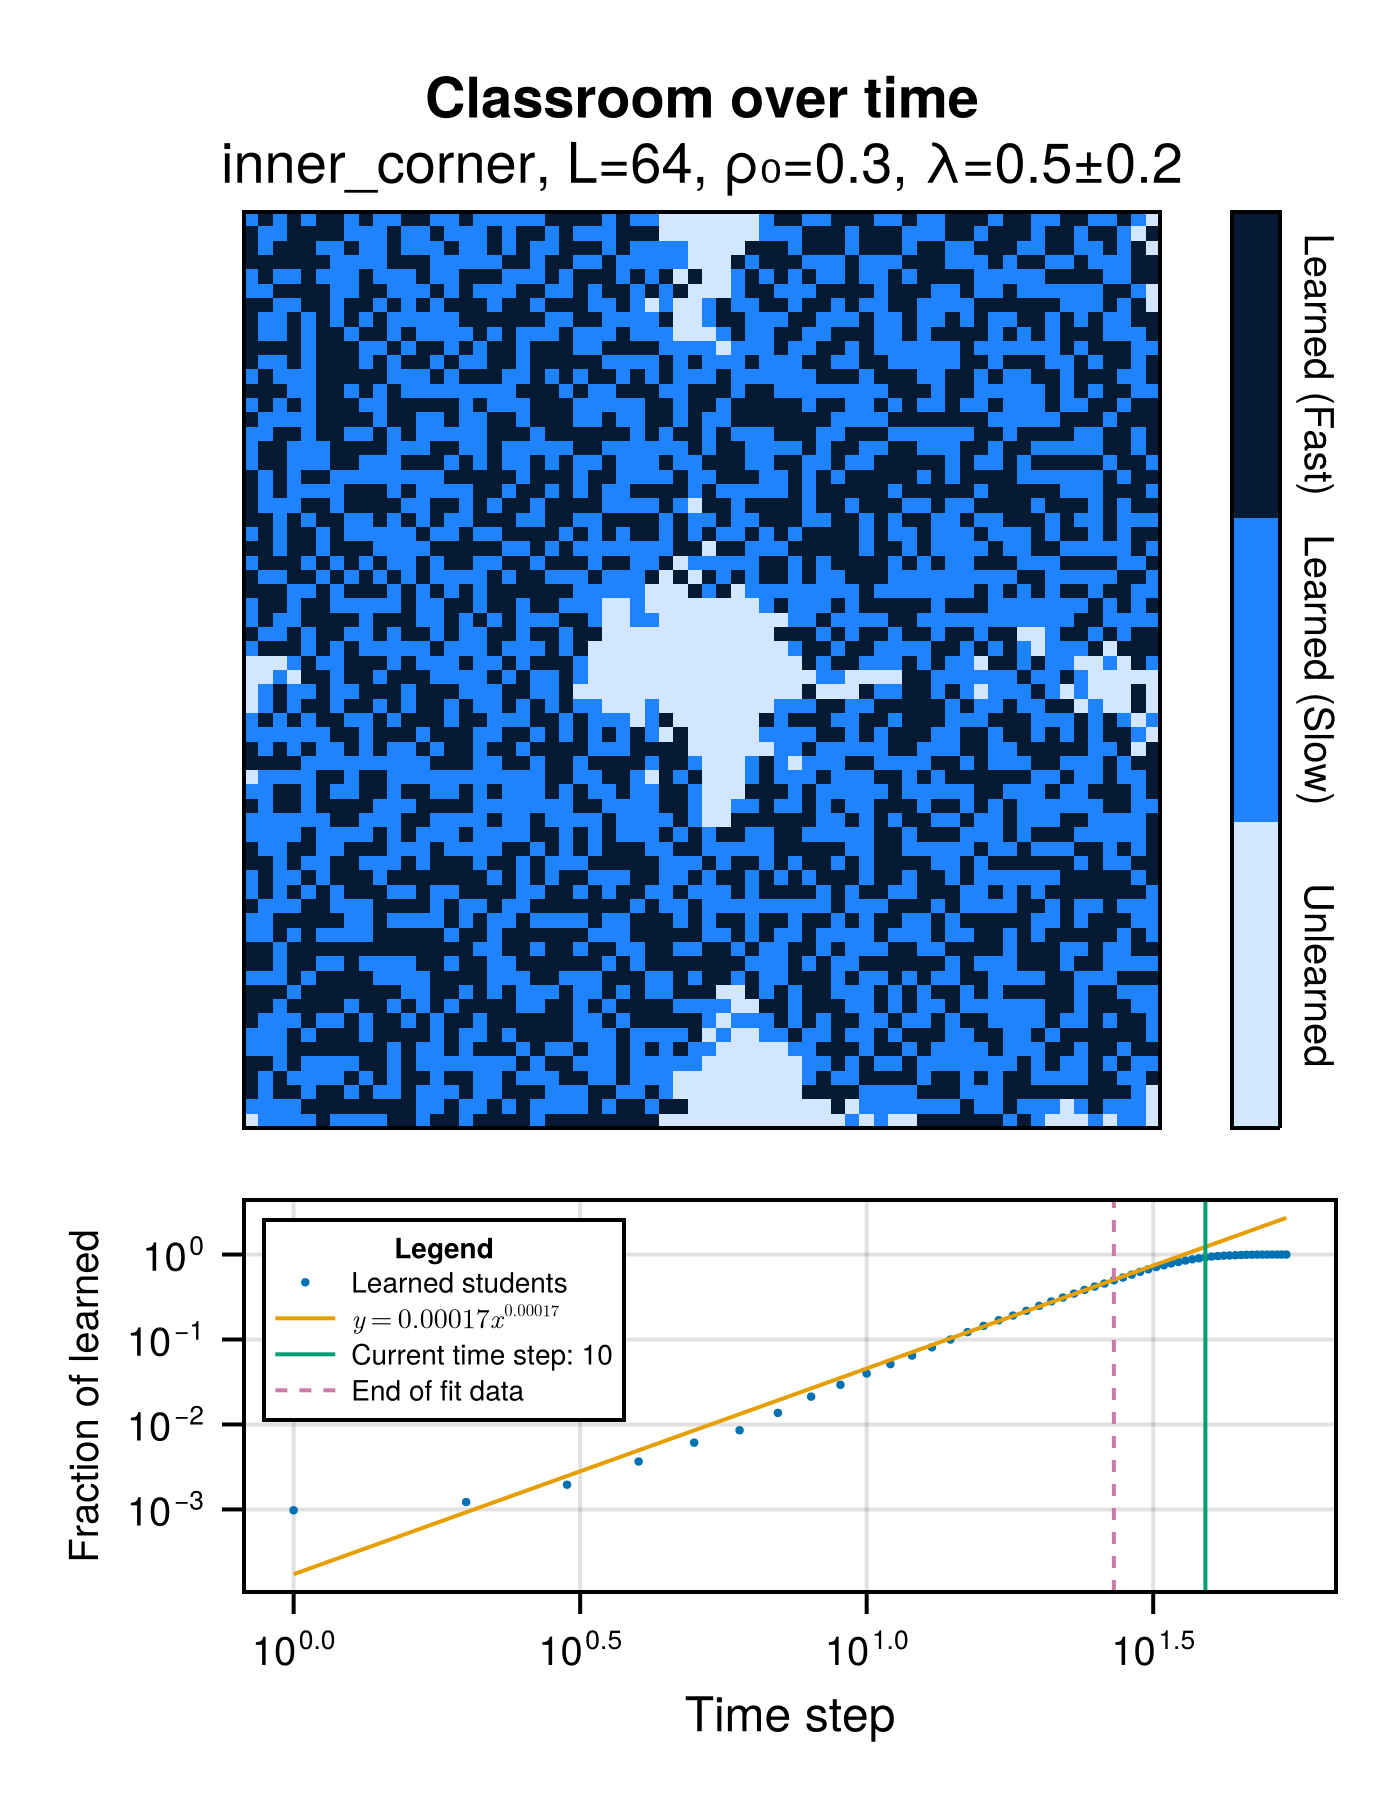 Classroom over time
inner_corner, L=64, ρ₀=0.3, λ=0.5±0.2
Learned (Fast)
Learned (Slow)
Unlearned
Fraction of learned
10⁰
10⁻¹
10⁻²
10⁻³
Legend
Learned students
y = 0.00017x^0.00017
Current time step: 10
End of fit data
10^0.0
10^0.5
10^1.0
10^1.5
Time step